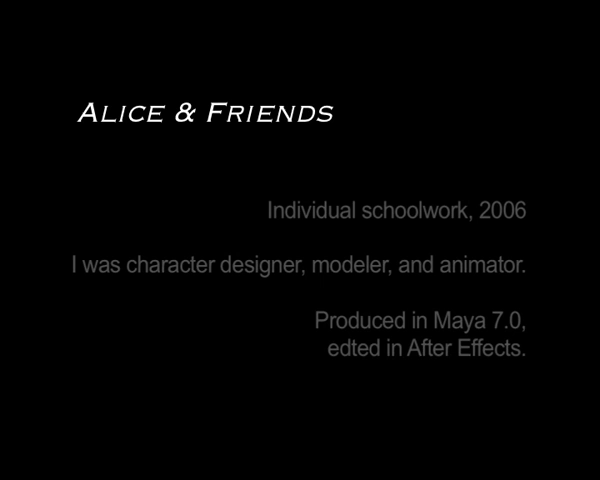 Alice & Friends
Individual schoolwork, 2006
I was character designer, modeler, and animator.
Produced in Maya 7.0,
edted in After Effects.